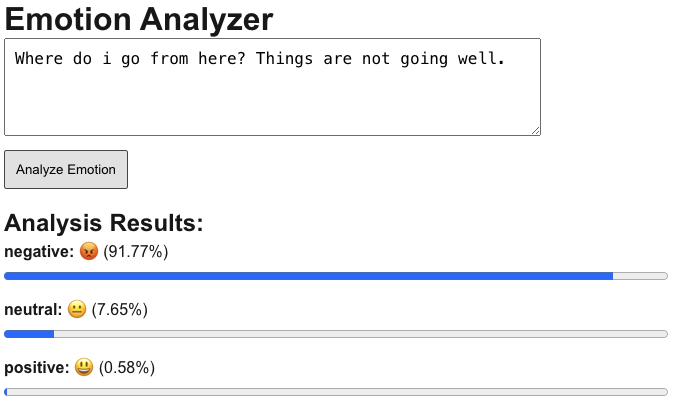 Emotion Analyzer
Where do i go from here? Things are not going well.
Analyze Emotion
Analysis Results:
negative: 😡 (91.77%)
neutral: 😐 (7.65%)
positive: 😃 (0.58%)